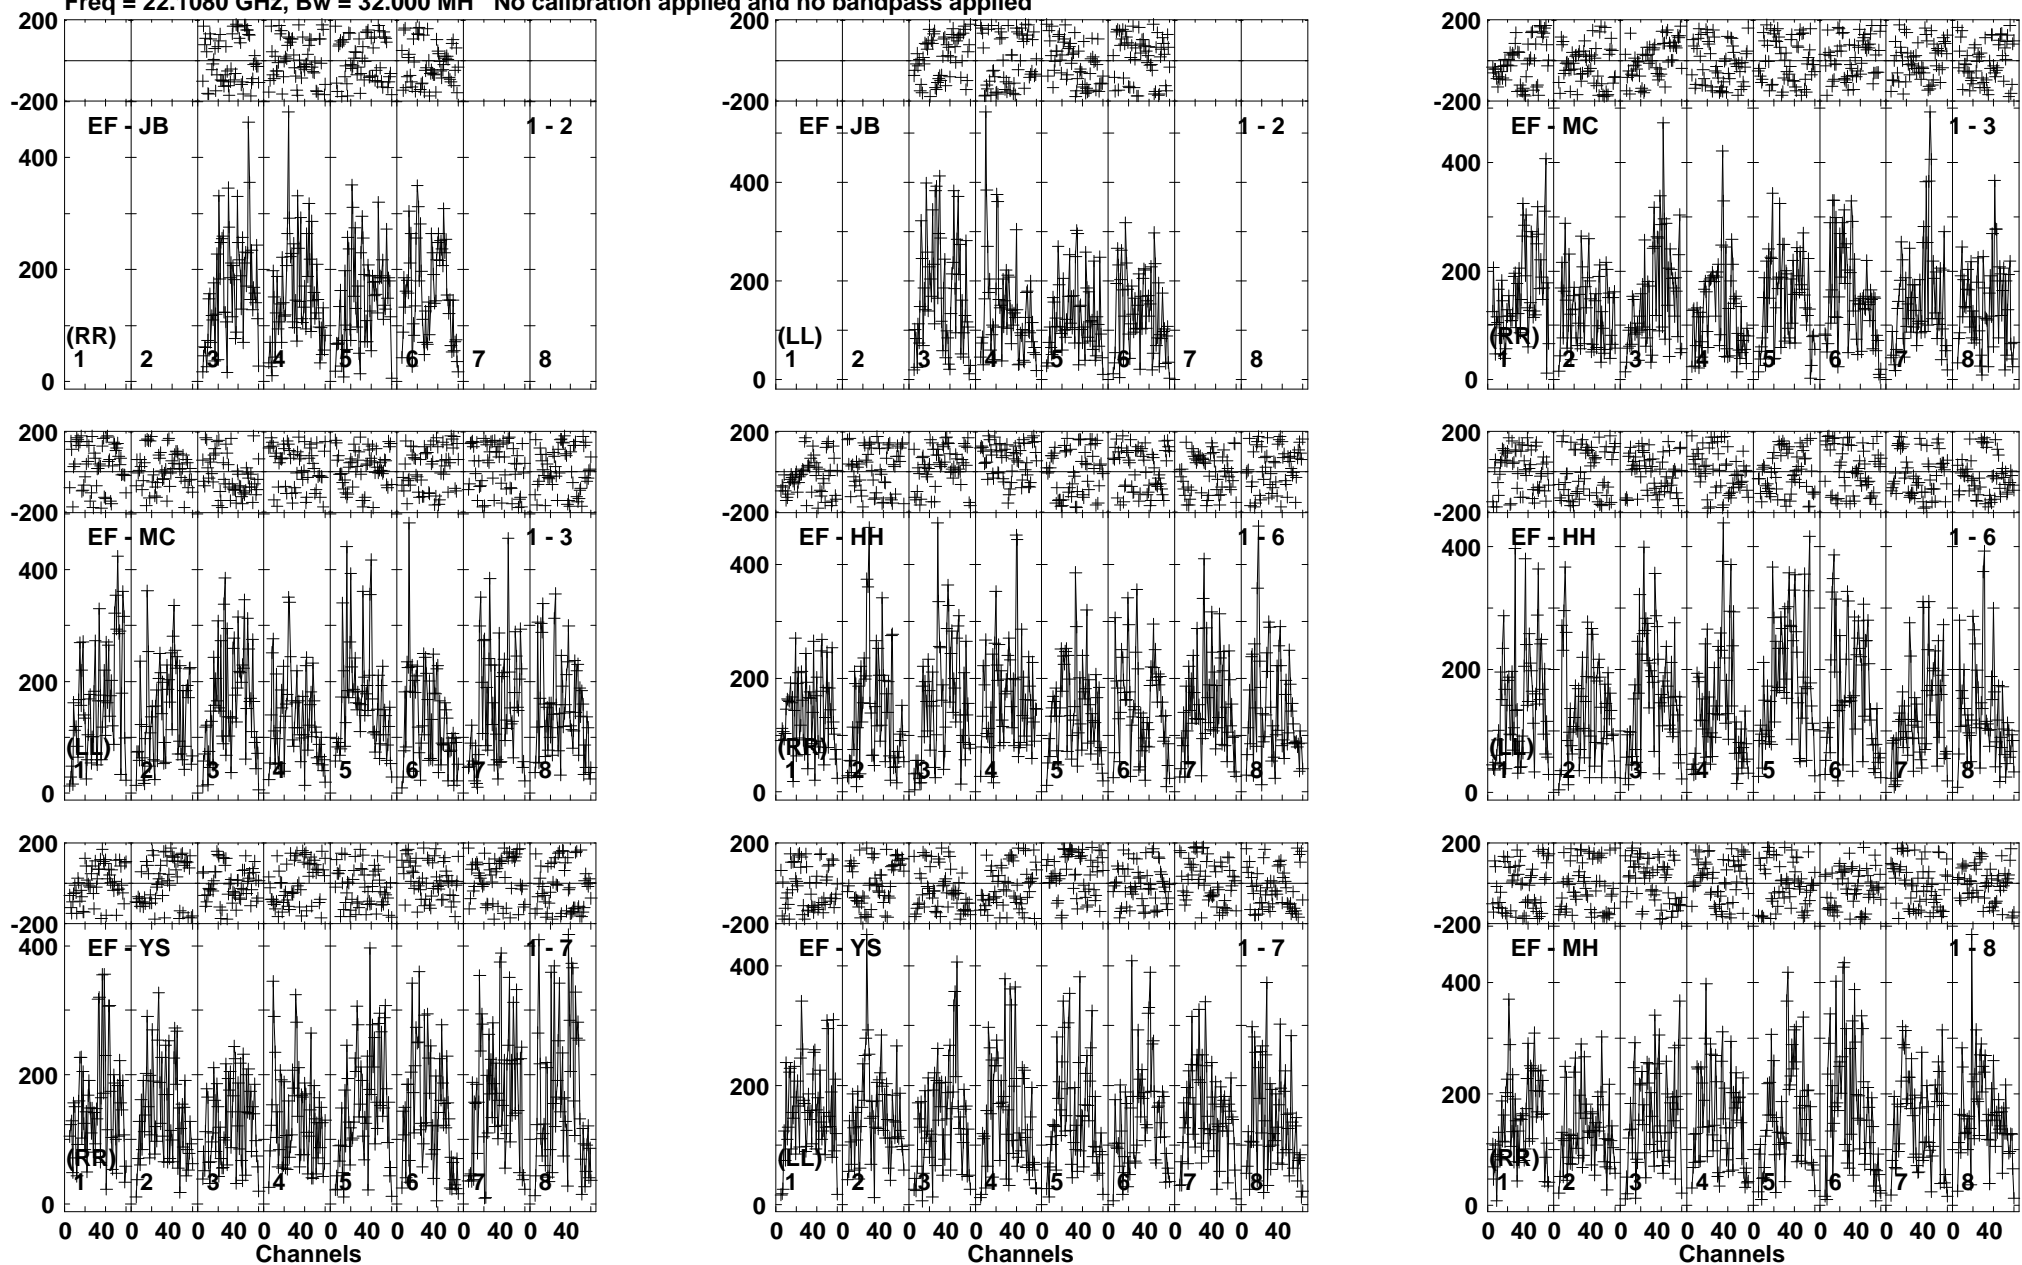 Freq = 22.1080 GHz, Bw = 32.000 MH No calibration applied and no bandpass applied
200 200 200
-200 -200 -200
EF - JB 1 - 2 EF - JB 1 - 2 EF - MC 1 - 3
400 400 400
200 200 200
(RR) (LL) (RR)
1 2 3 4 5 6 7 8 1 2 3 4 5 6 7 8 1 2 3 4 5 6 7 8
0 0 0
200 200 200
-200 -200 -200
EF - MC 1 - 3 EF - HH 1 - 6 EF - HH 1 - 6
400 400 400
200 200 200
(LL) (RR) (LL)
1 2 3 4 5 6 7 8 1 2 3 4 5 6 7 8 1 2 3 4 5 6 7 8
0 0 0
200 200 200
-200 -200 -200
EF - YS 1 - 7 EF - YS 1 - 7 EF - MH 1 - 8
400 400 400
200 200 200
(RR) (LL) (RR)
1 2 3 4 5 6 7 8 1 2 3 4 5 6 7 8 1 2 3 4 5 6 7 8
0 0 0
0 40 0 40 0 40 0 40 0 40 0 40 0 40 0 40 0 40 0 40 0 40 0 40 0 40 0 40 0 40 0 40 0 40 0 40 0 40 0 40 0 40 0 40 0 40 0 40
Channels Channels Channels